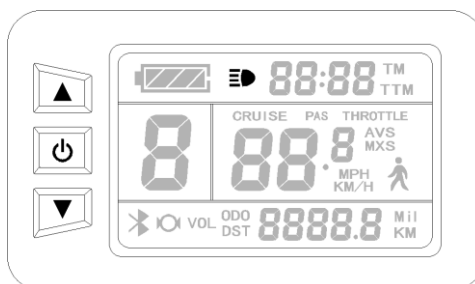 88:88 TM
TTM
CRUISE PAS THROTTLE
8 88.8 AVS
MXS
MPH
KM/H
VOL ODO 8888.8 Mil
DST KM